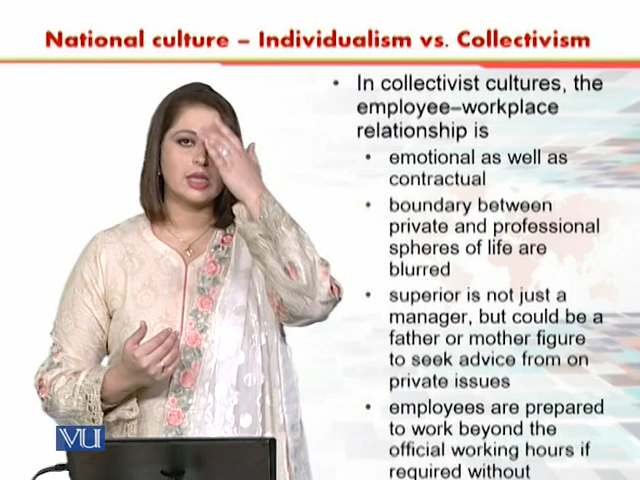 National culture – Individualism vs. Collectivism
• In collectivist cultures, the
employee–workplace
relationship is
• emotional as well as
contractual
• boundary between
private and professional
spheres of life are
blurred
• superior is not just a
manager, but could be a
father or mother figure
to seek advice from on
private issues
• employees are prepared
to work beyond the
official working hours if
required without
VU